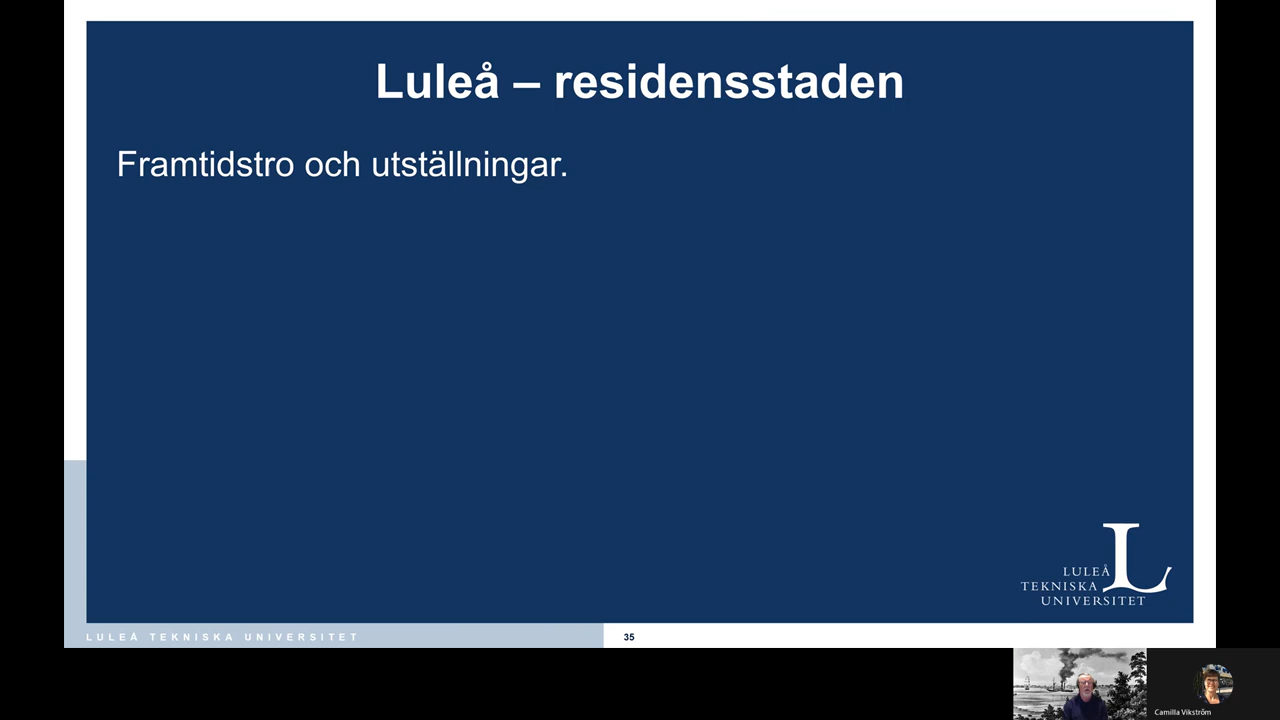 Luleå – residensstaden
Framtidstro och utställningar.
LULEÅ
TEKNISKA
UNIVERSITET
LULEÅ TEKNISKA UNIVERSITET
35
Camilla Vikström